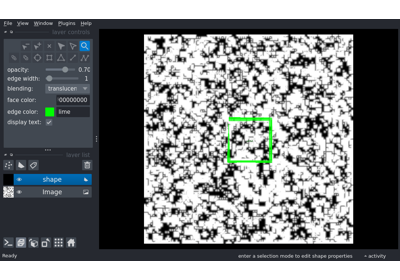 File View Window Plugins Help
layer controls
opacity: 0.70
edge width: 1
blending: translucen
face color: 00000000
edge color: lime
display text:
layer list
shape
Image
Ready enter a selection mode to edit shape properties activity